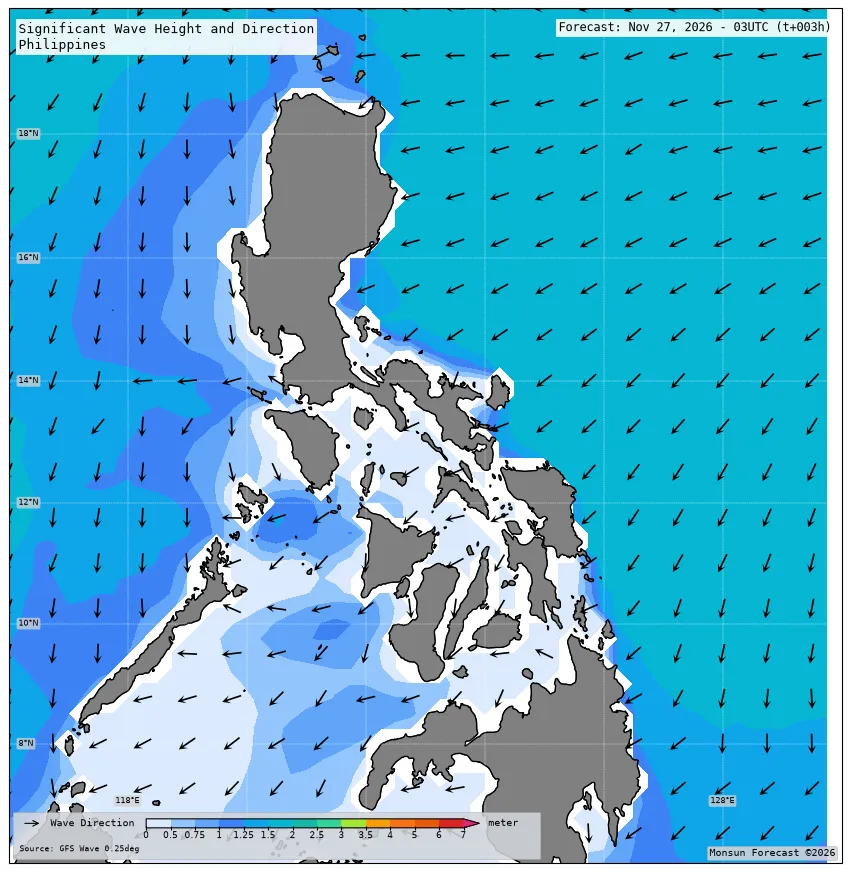 Significant Wave Height and Direction
Philippines
Forecast: Nov 27, 2026 - 03UTC (t+003h)
18°N
16°N
14°N
12°N
10°N
8°N
118°E
128°E
Wave Direction
meter
0 0.5 0.75 1 1.25 1.5 2 2.5 3 3.5 4 5 6 7
Source: GFS Wave 0.25deg
Monsun Forecast ©2026